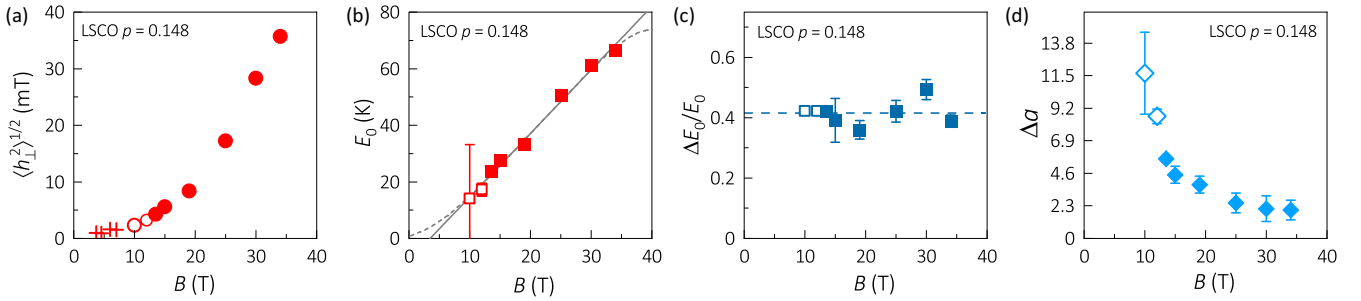 (a)
LSCO p = 0.148
⟨h⊥²⟩¹/² (mT)
40
30
20
10
0
0 10 20 30 40
B (T)
(b)
LSCO p = 0.148
E₀ (K)
80
60
40
20
0
0 10 20 30 40
B (T)
(c)
LSCO p = 0.148
ΔE₀/E₀
0.6
0.4
0.2
0
0 10 20 30 40
B (T)
(d)
LSCO p = 0.148
Δa
13.8
11.5
9.2
6.9
4.6
2.3
0
0 10 20 30 40
B (T)